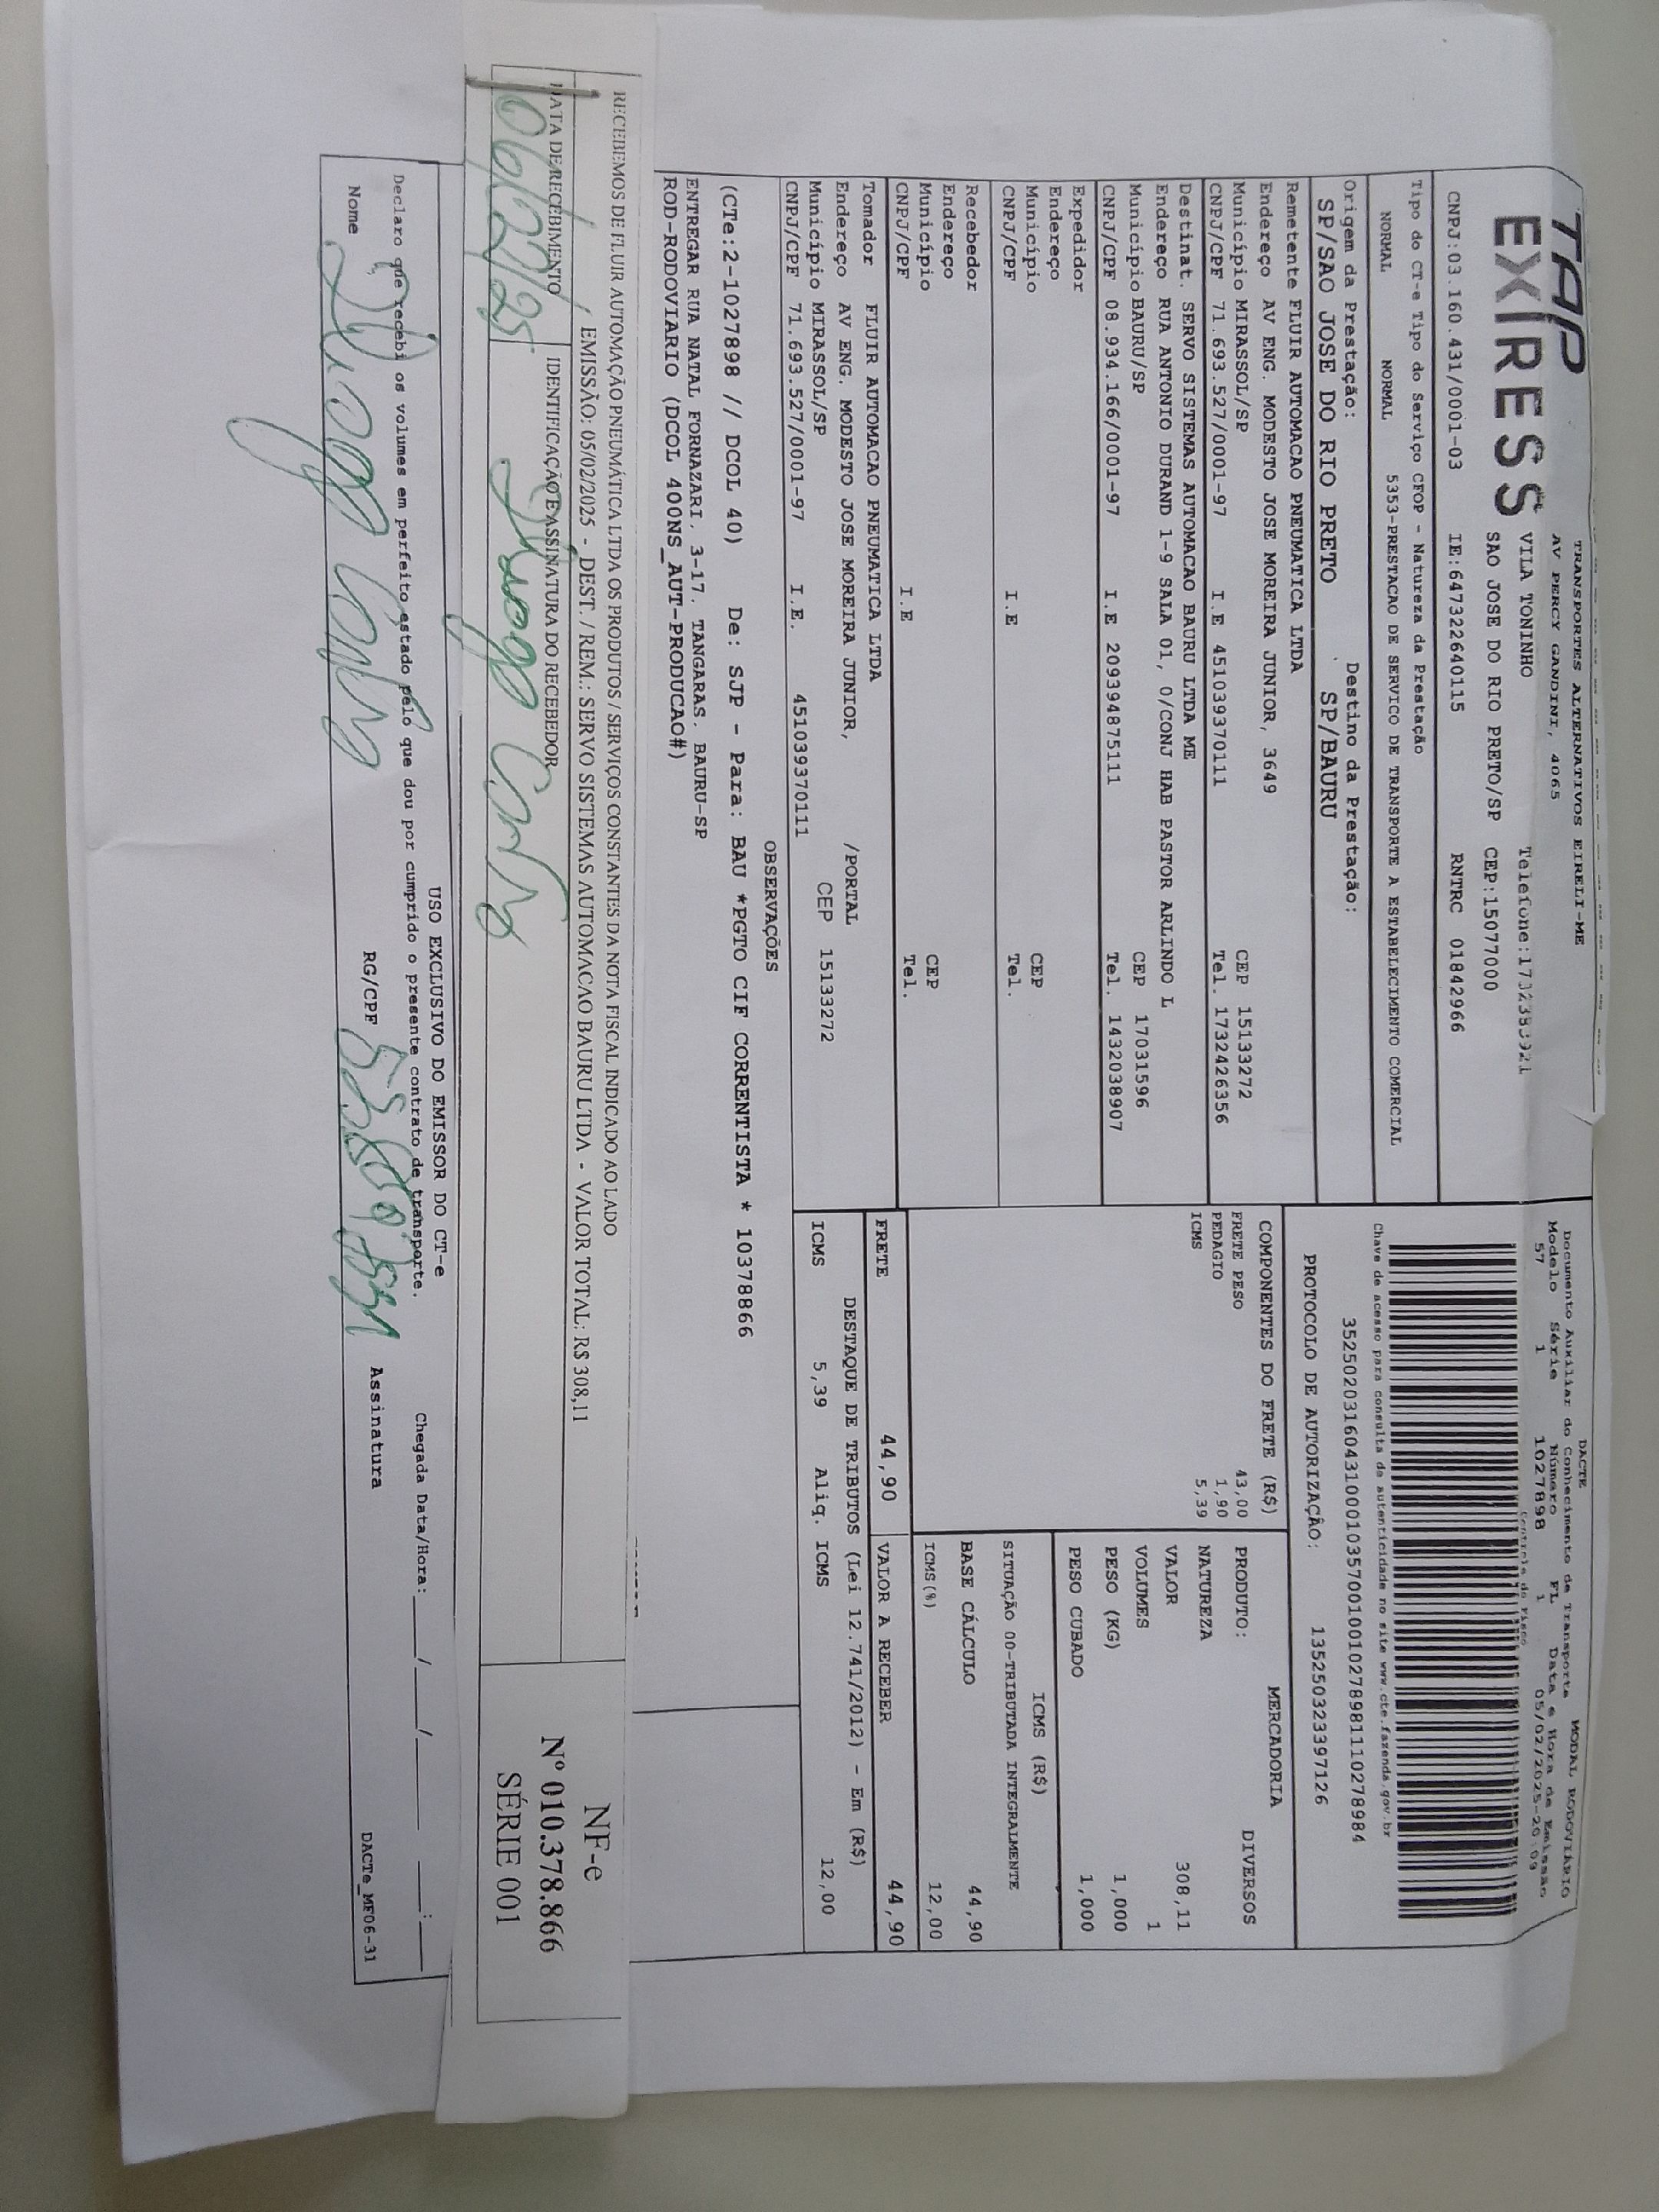 TAP
EXPRESS
TRANSPORTES ALTERNATIVOS EIRELI-ME
AV PERCY GANDINI, 4065
VILA TONINHO Telefone:1732383921
SAO JOSE DO RIO PRETO/SP CEP:15077000
CNPJ:03.160.431/0001-03 IE:647322640115 RNTRC 01842966
Tipo do CT-e Tipo do Serviço CFOP - Natureza da Prestação
NORMAL NORMAL 5353-PRESTACAO DE SERVICO DE TRANSPORTE A ESTABELECIMENTO COMERCIAL
Origem da Prestação: Destino da Prestação:
SP/SAO JOSE DO RIO PRETO SP/BAURU
DACTE MODAL RODOVIÁRIO
Documento Auxiliar do Conhecimento de Transporte
Modelo Série Número FL Data e Hora de Emissão
57 1 1027898 1 05/02/2025-20:09
Controle do Fisco
Chave de acesso para consulta de autenticidade no site www.cte.fazenda.gov.br
35250203160431000103570010010278981110278984
PROTOCOLO DE AUTORIZAÇÃO: 135250323397126
Remetente FLUIR AUTOMACAO PNEUMATICA LTDA
Endereço AV ENG. MODESTO JOSE MOREIRA JUNIOR, 3649
Município MIRASSOL/SP CEP 15133272
CNPJ/CPF 71.693.527/0001-97 I.E 451039370111 Tel. 1732426356
Destinat. SERVO SISTEMAS AUTOMACAO BAURU LTDA ME
Endereço RUA ANTONIO DURAND 1-9 SALA 01, 0/CONJ HAB PASTOR ARLINDO L
Município BAURU/SP CEP 17031596
CNPJ/CPF 08.934.166/0001-97 I.E 209394875111 Tel. 1432038907
Expedidor
Endereço
Município CEP
CNPJ/CPF I.E Tel.
Recebedor
Endereço
Município CEP
CNPJ/CPF I.E Tel.
Tomador FLUIR AUTOMACAO PNEUMATICA LTDA
Endereço AV ENG. MODESTO JOSE MOREIRA JUNIOR, /PORTAL
Município MIRASSOL/SP CEP 15133272
CNPJ/CPF 71.693.527/0001-97 I.E. 451039370111
COMPONENTES DO FRETE (R$)
FRETE PESO 43,00
PEDAGIO 1,90
ICMS 5,39
MERCADORIA
PRODUTO: DIVERSOS
NATUREZA
VALOR 308,11
VOLUMES 1
PESO (KG) 1,000
PESO CUBADO 1,000
ICMS (R$)
SITUAÇÃO 00-TRIBUTADA INTEGRALMENTE
BASE CÁLCULO 44,90
ICMS(%) 12,00
FRETE 44,90 VALOR A RECEBER 44,90
DESTAQUE DE TRIBUTOS (Lei 12.741/2012) - Em (R$)
ICMS 5,39 Aliq. ICMS 12,00
OBSERVAÇÕES
(CTe:2-1027898 // DCOL 40) De: SJP - Para: BAU *PGTO CIF CORRENTISTA * 10378866
ENTREGAR RUA NATAL FORNAZARI, 3-17. TANGARAS. BAURU-SP
ROD-RODOVIARIO (DCOL 400NS_AUT-PRODUCAO#)
RECEBEMOS DE FLUIR AUTOMAÇÃO PNEUMÁTICA LTDA OS PRODUTOS / SERVIÇOS CONSTANTES DA NOTA FISCAL INDICADO AO LADO
EMISSÃO: 05/02/2025 - DEST. / REM.: SERVO SISTEMAS AUTOMACAO BAURU LTDA - VALOR TOTAL: R$ 308,11
DATA DE RECEBIMENTO IDENTIFICAÇÃO E ASSINATURA DO RECEBEDOR
NF-e
Nº 010.378.866
SÉRIE 001
USO EXCLUSIVO DO EMISSOR DO CT-e
Declaro que recebi os volumes em perfeito estado pelo que dou por cumprido o presente contrato de transporte. Chegada Data/Hora: ___/___/___ ___:___
Nome RG/CPF Assinatura
DACTe_MF06-31